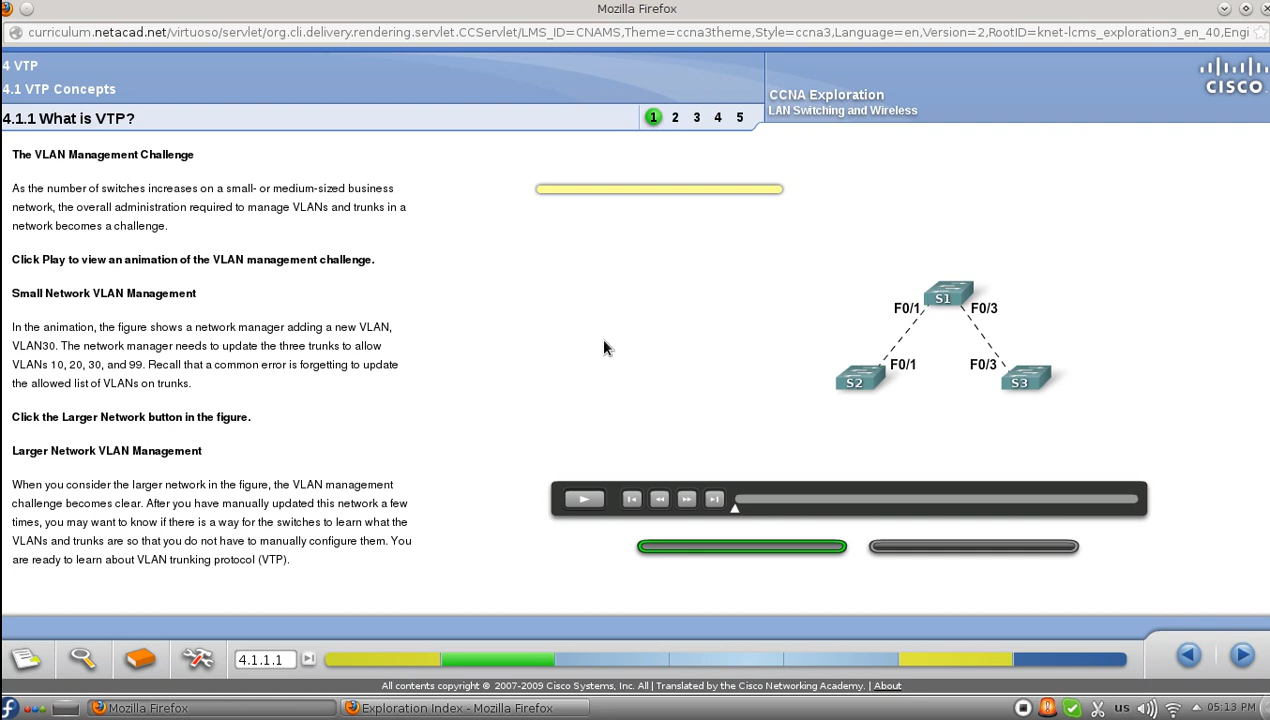 Mozilla Firefox
curriculum.netacad.net/virtuoso/servlet/org.cli.delivery.rendering.servlet.CCServlet/LMS_ID=CNAMS,Theme=ccna3theme,Style=ccna3,Language=en,Version=2,RootID=knet-lcms_exploration3_en_40,Engi
4 VTP
4.1 VTP Concepts
CISCO
CCNA Exploration
LAN Switching and Wireless
4.1.1 What is VTP?
1 2 3 4 5
The VLAN Management Challenge
As the number of switches increases on a small- or medium-sized business
network, the overall administration required to manage VLANs and trunks in a
network becomes a challenge.
Click Play to view an animation of the VLAN management challenge.
Small Network VLAN Management
In the animation, the figure shows a network manager adding a new VLAN,
VLAN30. The network manager needs to update the three trunks to allow
VLANs 10, 20, 30, and 99. Recall that a common error is forgetting to update
the allowed list of VLANs on trunks.
Click the Larger Network button in the figure.
Larger Network VLAN Management
When you consider the larger network in the figure, the VLAN management
challenge becomes clear. After you have manually updated this network a few
times, you may want to know if there is a way for the switches to learn what the
VLANs and trunks are so that you do not have to manually configure them. You
are ready to learn about VLAN trunking protocol (VTP).
S1
F0/1 F0/3
F0/1 F0/3
S2 S3
4.1.1.1
All contents copyright © 2007-2009 Cisco Systems, Inc. All | Translated by the Cisco Networking Academy. | About
Mozilla Firefox
Exploration Index - Mozilla Firefox
us
05:13 PM